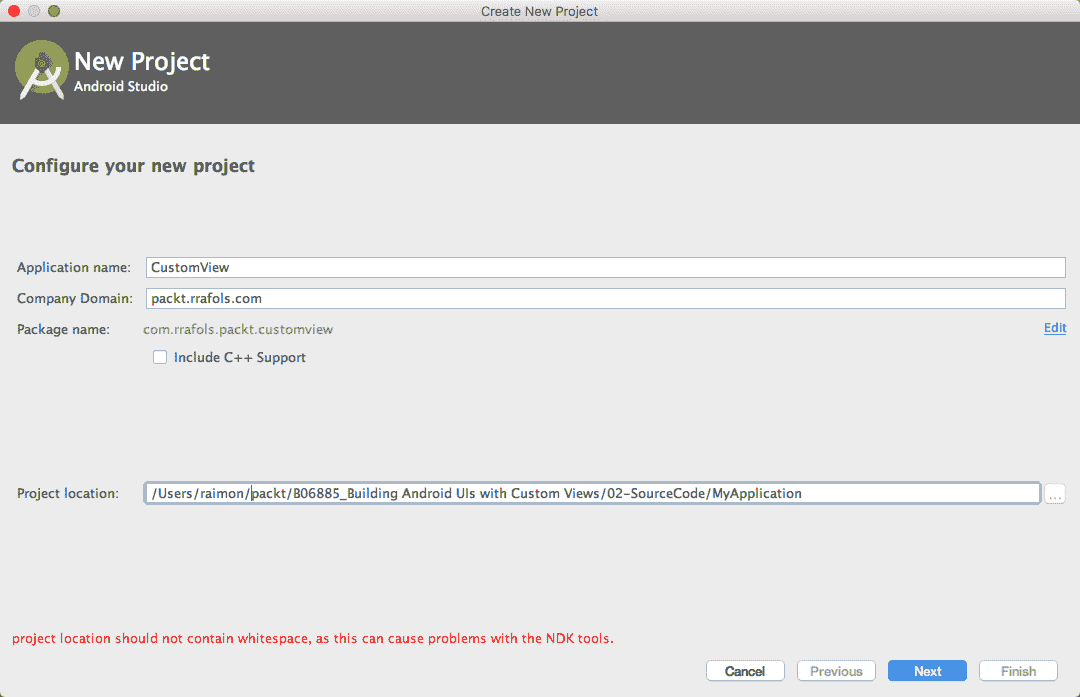 Create New Project
New Project
Android Studio
Configure your new project
Application name: CustomView
Company Domain: packt.rrafols.com
Package name: com.rrafols.packt.customview Edit
Include C++ Support
Project location: /Users/raimon/packt/B06885_Building Android UIs with Custom Views/02-SourceCode/MyApplication ...
project location should not contain whitespace, as this can cause problems with the NDK tools.
Cancel Previous Next Finish